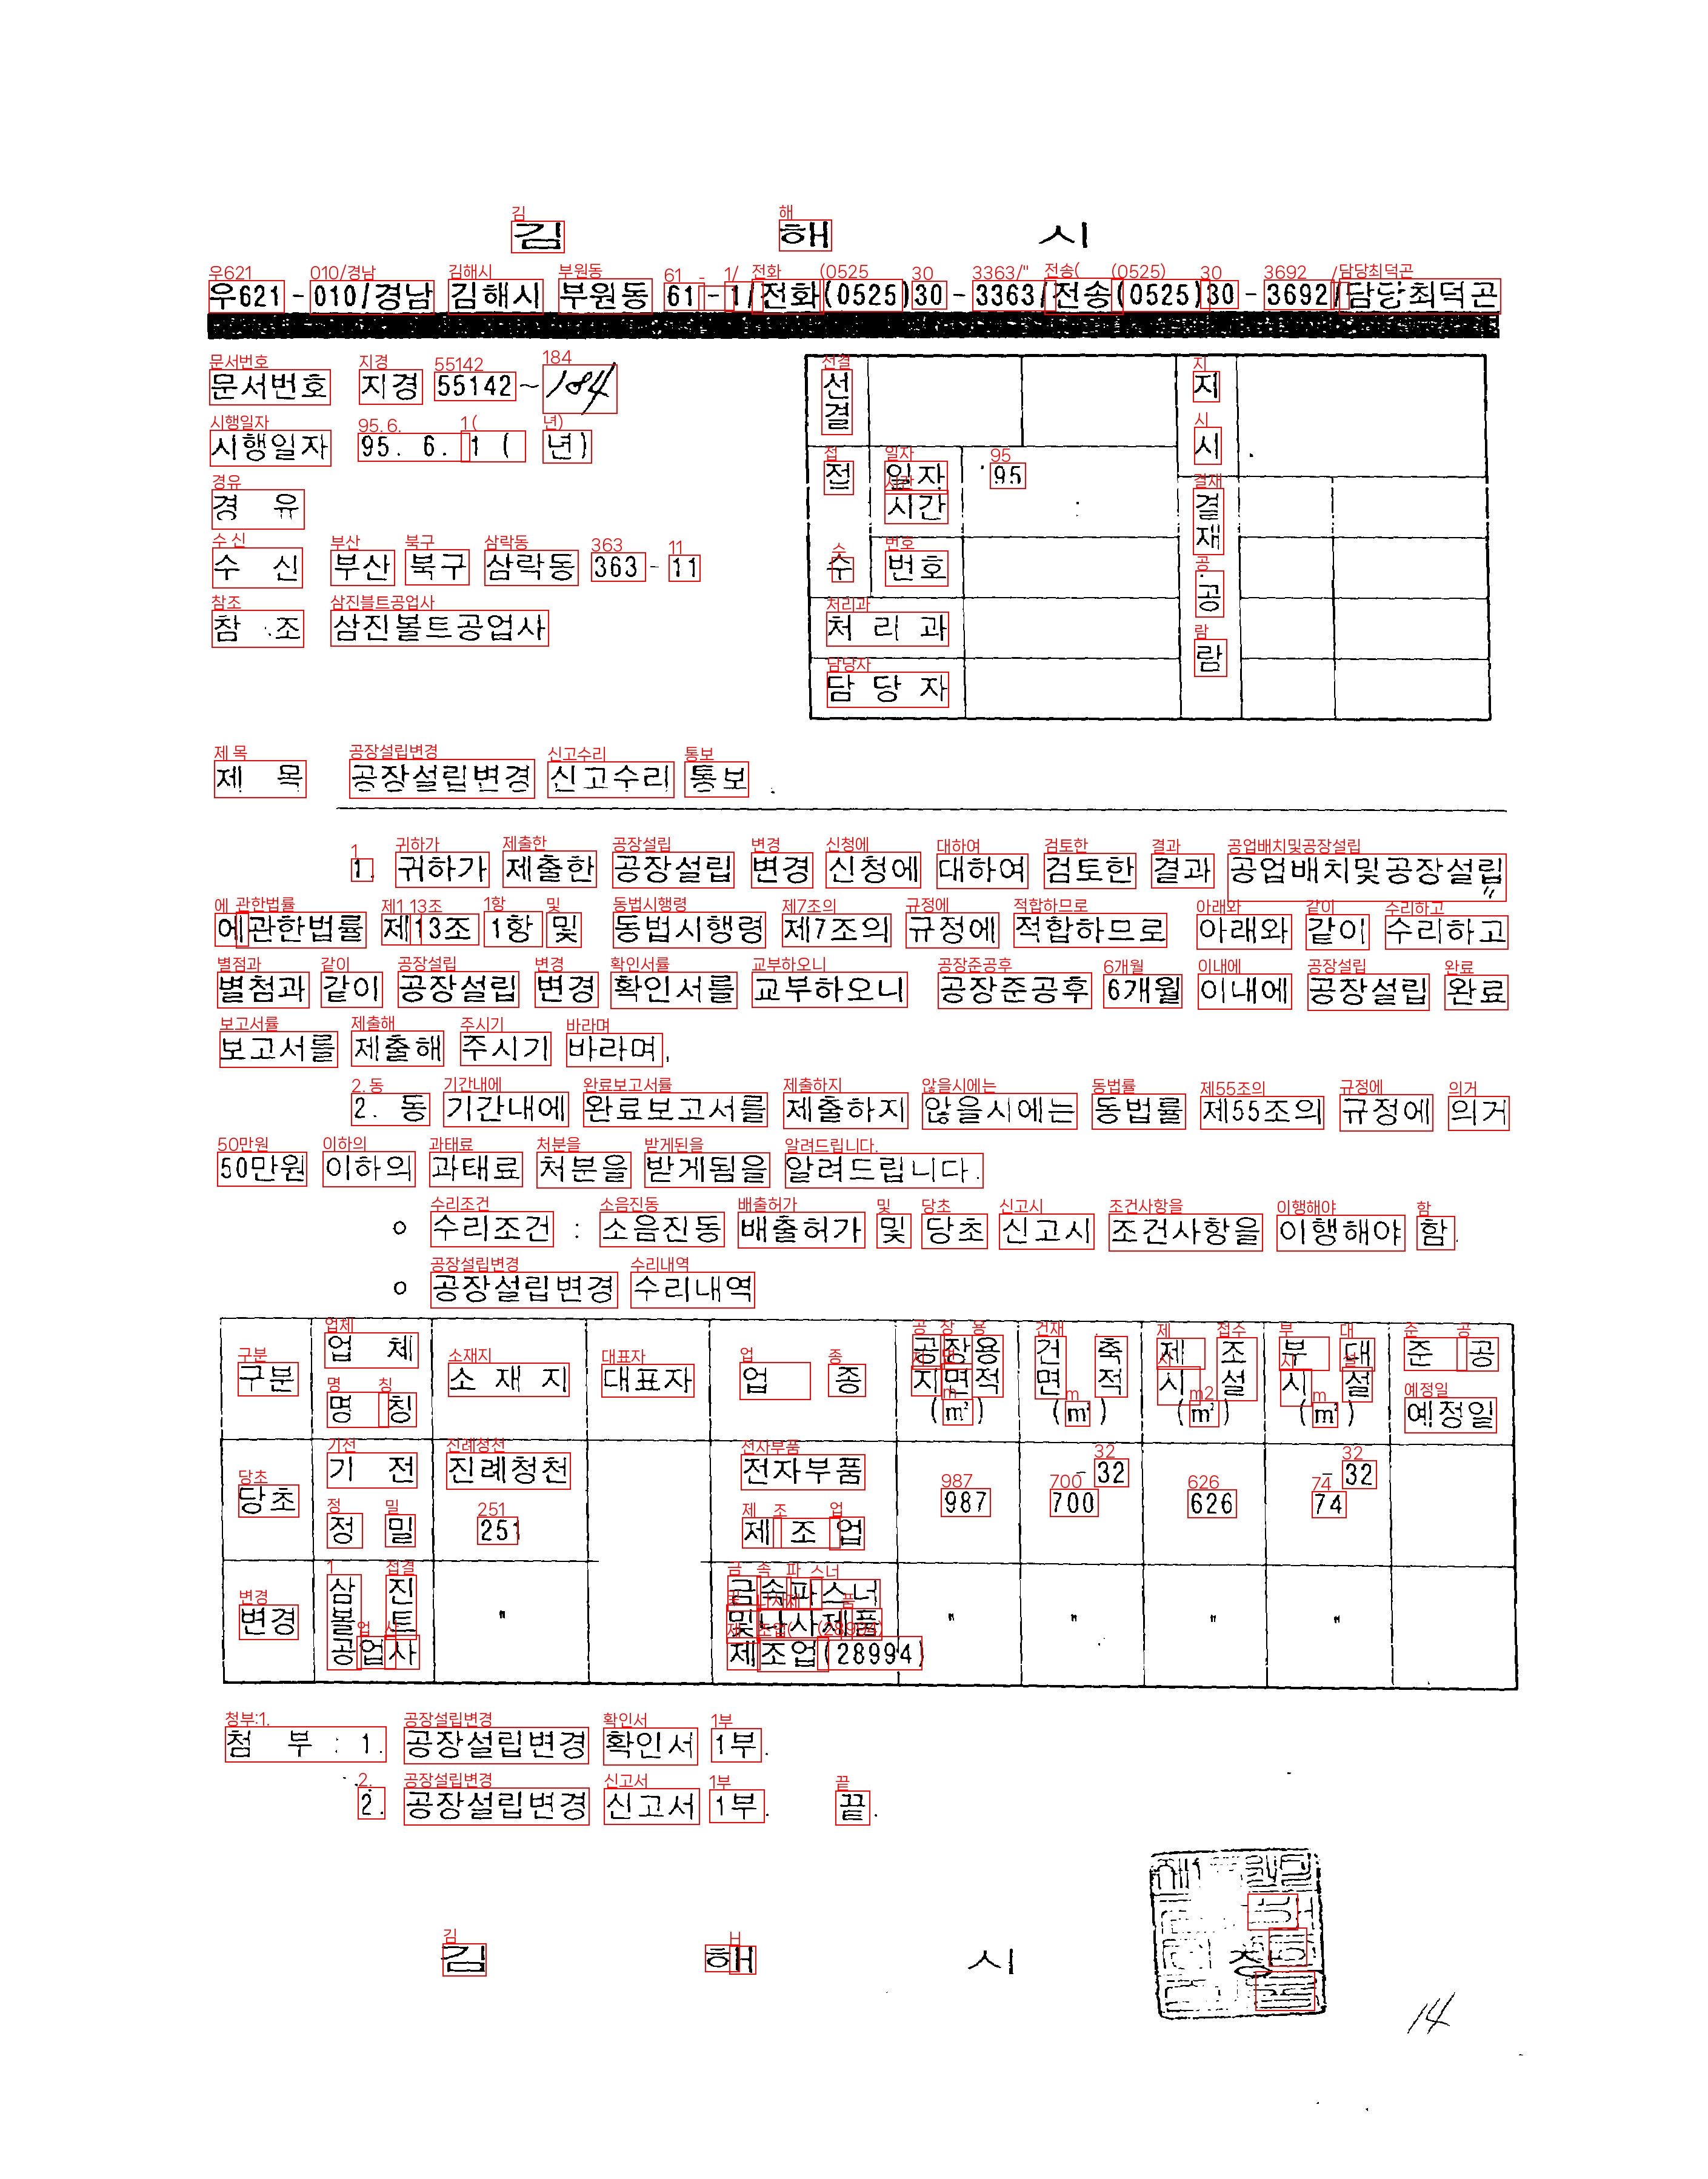 김 해 시
우621-010/경남 김해시 부원동 61-1/전화(0525)30-3363/전송(0525)30-3692/담당최덕곤
문서번호 지경 55142~184
시행일자 95. 6. 1 ( 년)
경 유
수 신 부산 북구 삼락동 363-11
참 조 삼진볼트공업사
선결 지시
접수 일자 시간 '95 : 결재
번호 공람
처 리 과
담 당 자
제 목 공장설립변경 신고수리 통보
1. 귀하가 제출한 공장설립 변경 신청에 대하여 검토한 결과 공업배치및공장설립
에관한법률 제13조 1항 및 동법시행령 제7조의 규정에 적합하므로 아래와 같이 수리하고
별첨과 같이 공장설립 변경 확인서를 교부하오니 공장준공후 6개월 이내에 공장설립 완료
보고서를 제출해 주시기 바라며,
2. 동 기간내에 완료보고서를 제출하지 않을시에는 동법률 제55조의 규정에 의거
50만원 이하의 과태료 처분을 받게됨을 알려드립니다.
o 수리조건 : 소음진동 배출허가 및 당초 신고시 조건사항을 이행해야 함.
o 공장설립변경 수리내역
구분 업 체 명 칭 소 재 지 대표자 업 종 공장용지면적(㎡) 건축면적(㎡) 제조시설(㎡) 부대시설(㎡) 준공예정일
당초 기 전 정 밀 진례청천 251 전자부품 제 조 업 987 700-32 626 74-32
변경 삼진볼트공업사 " 금속파스너및나사제품제조업(28994) " " " "
첨 부 : 1. 공장설립변경 확인서 1부.
2. 공장설립변경 신고서 1부. 끝.
김 해 시 장
14